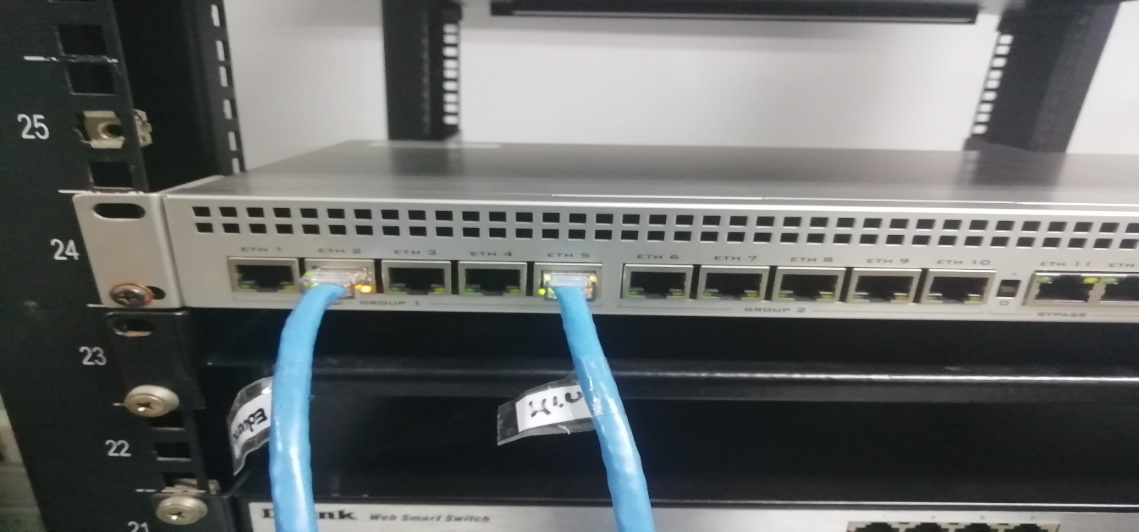 25
24
23
22
21
ETH 1 ETH 2 ETH 3 ETH 4 ETH 5 ETH 6 ETH 7 ETH 8 ETH 9 ETH 10 ETH 11
GROUP 1 GROUP 2 BYPASS
Web Smart Switch